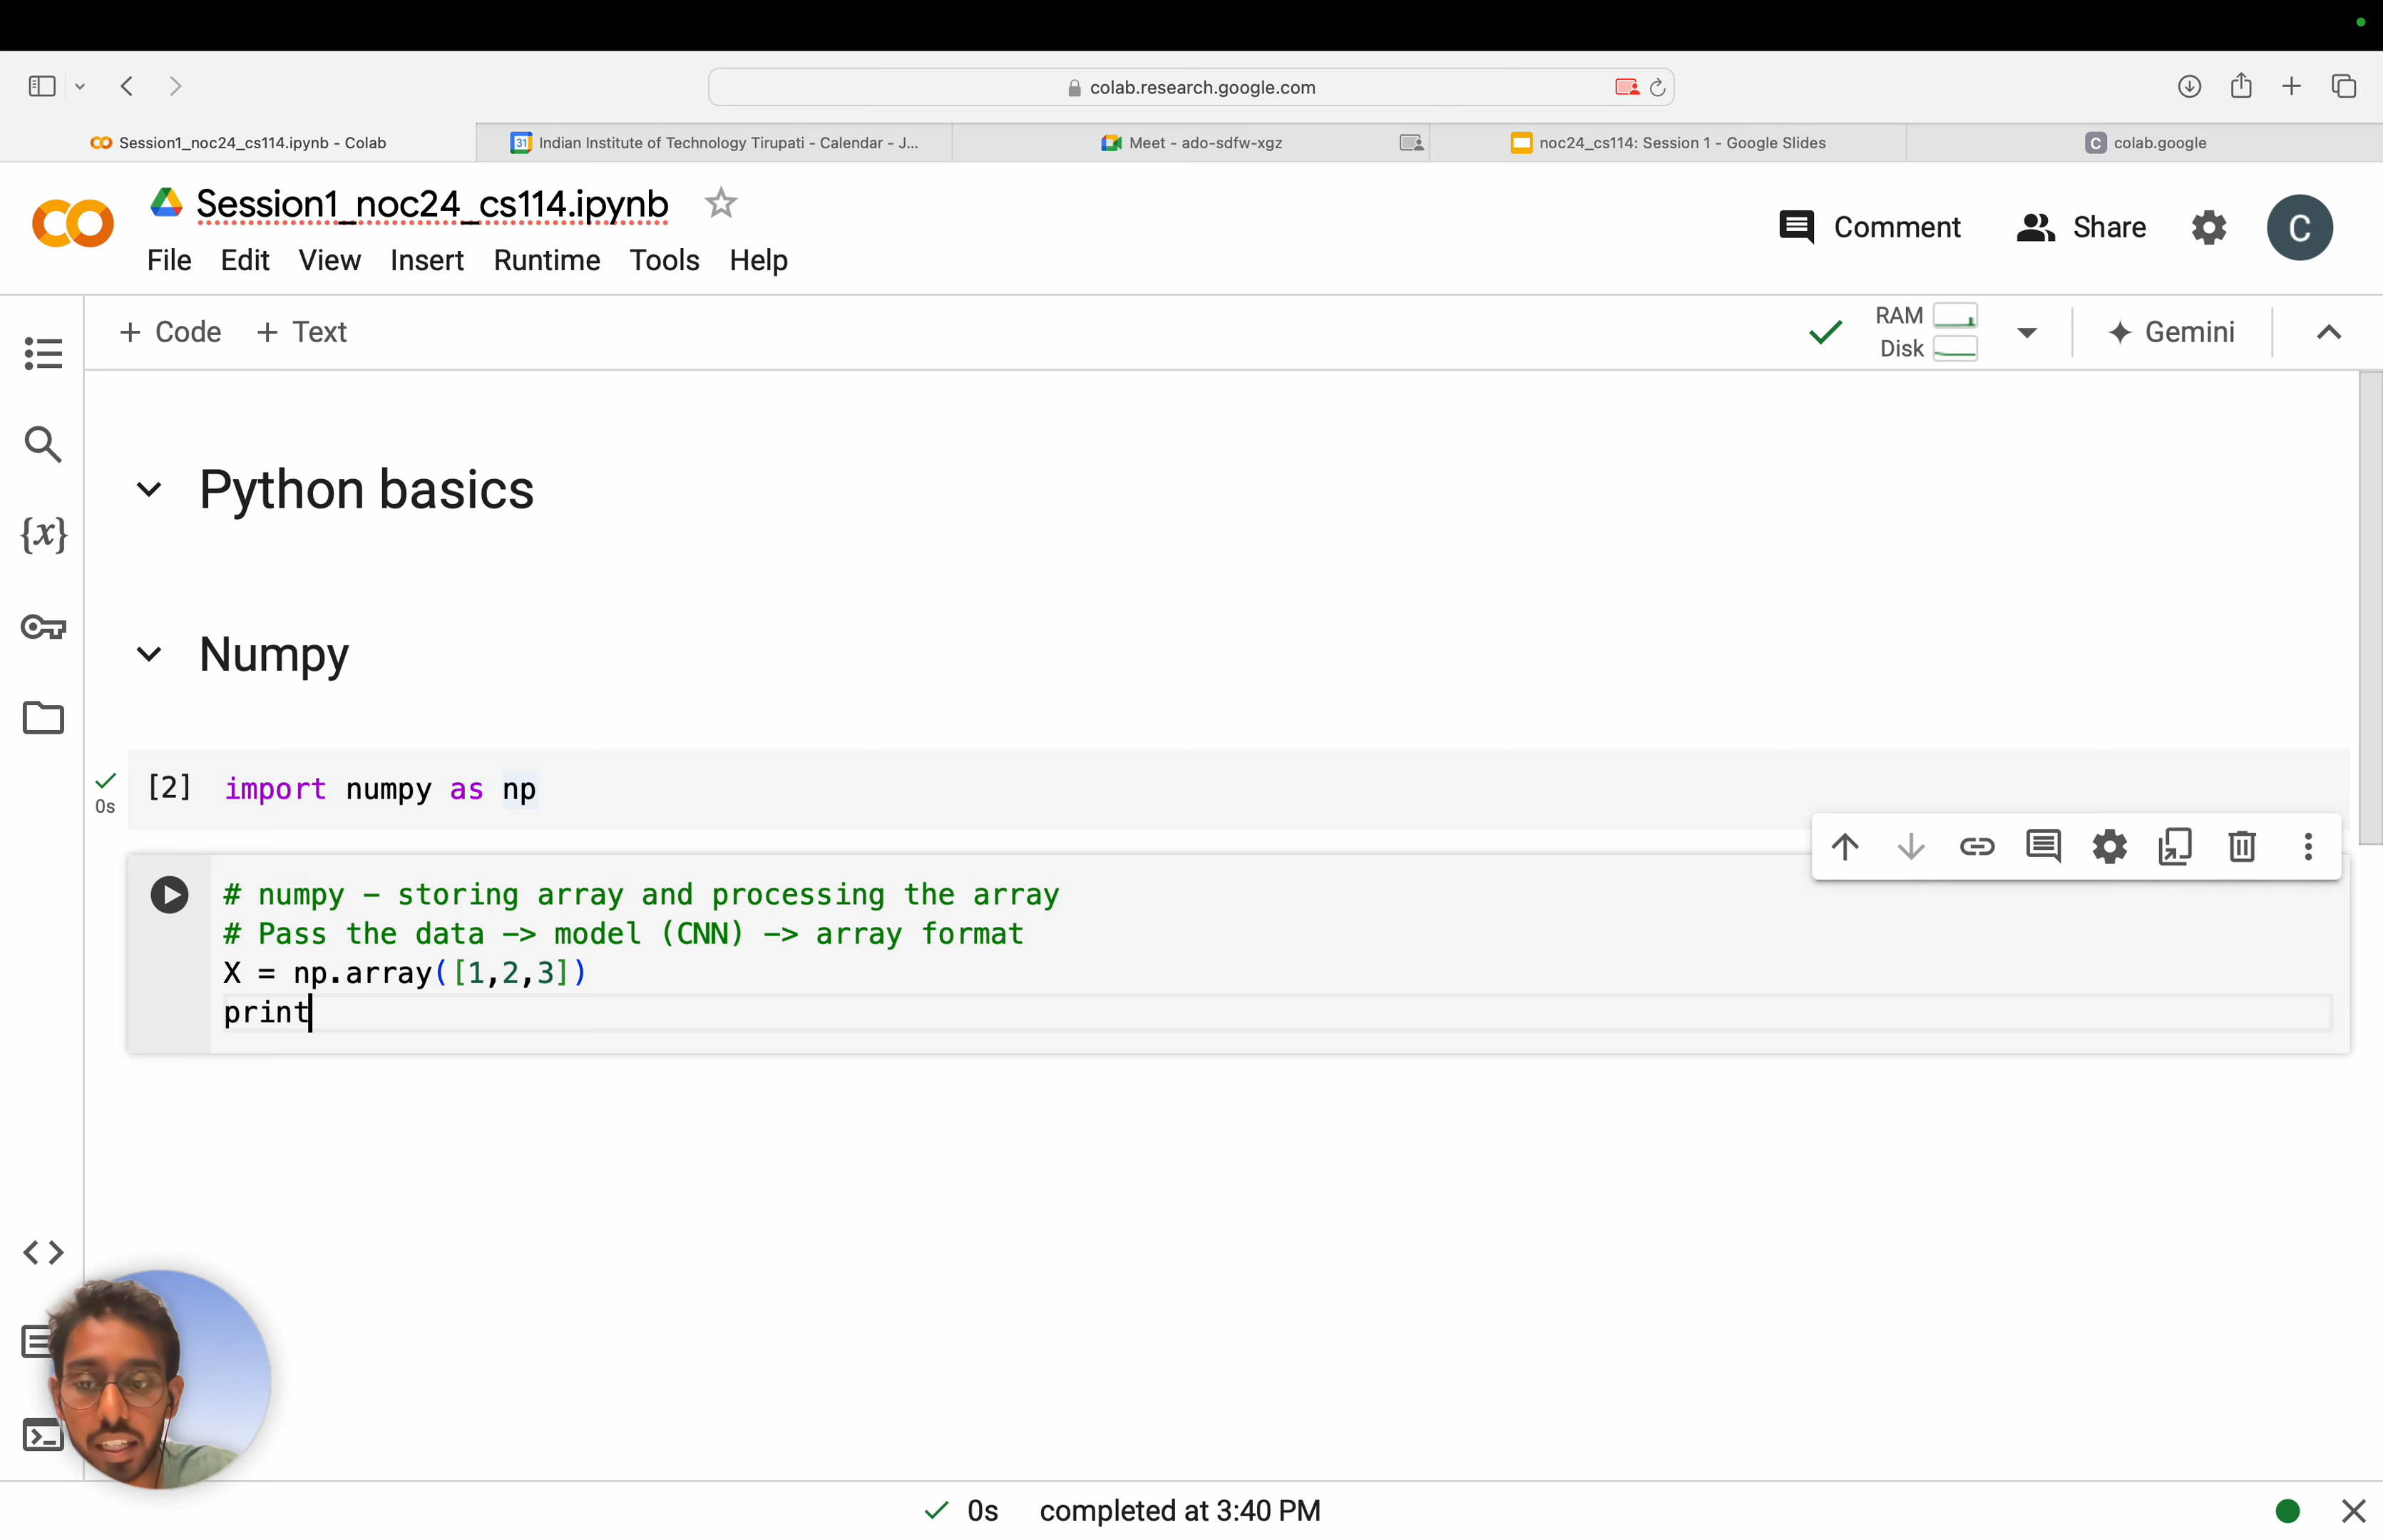 colab.research.google.com
Session1_noc24_cs114.ipynb - Colab
31 Indian Institute of Technology Tirupati - Calendar - J...
Meet - ado-sdfw-xgz
noc24_cs114: Session 1 - Google Slides
C colab.google
Session1_noc24_cs114.ipynb
Comment Share C
File Edit View Insert Runtime Tools Help
+ Code + Text
RAM
Disk
Gemini
Python basics
{x}
Numpy
[2] import numpy as np
0s
# numpy - storing array and processing the array
# Pass the data -> model (CNN) -> array format
X = np.array([1,2,3])
print
0s completed at 3:40 PM